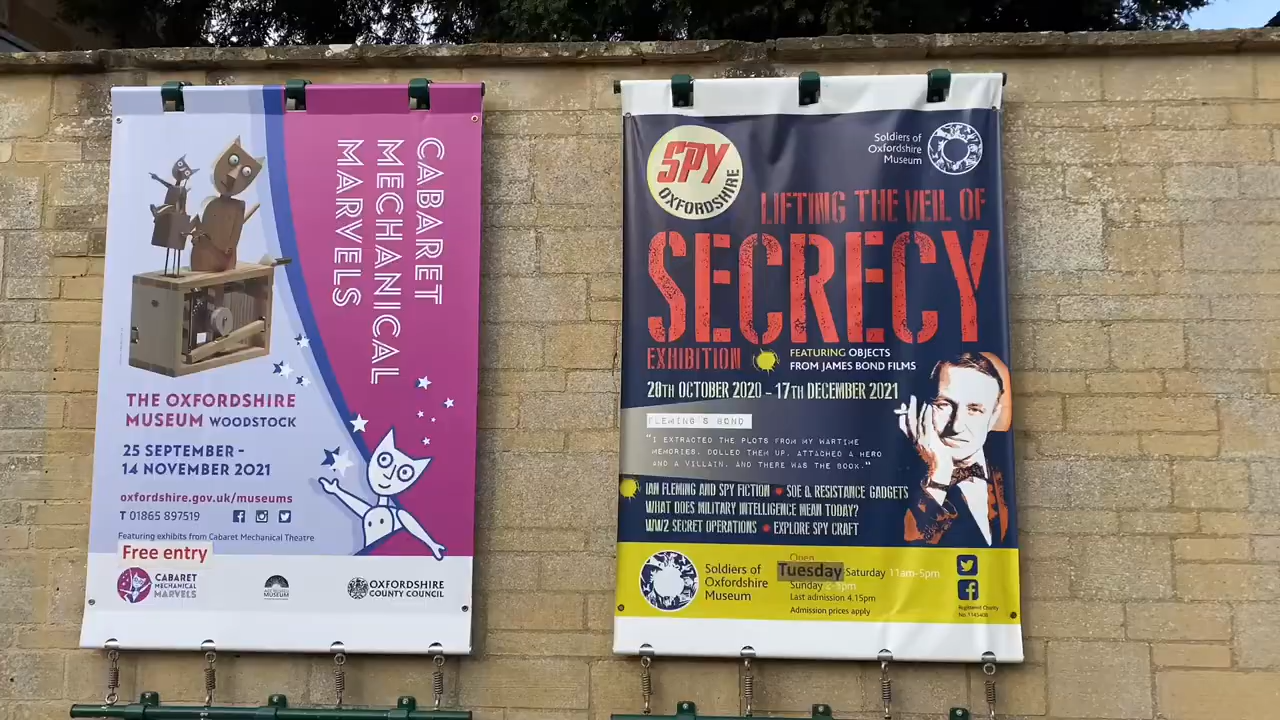 CABARET
MECHANICAL
MARVELS
THE OXFORDSHIRE
MUSEUM WOODSTOCK
25 SEPTEMBER -
14 NOVEMBER 2021
oxfordshire.gov.uk/museums
T 01865 897519
Featuring exhibits from Cabaret Mechanical Theatre
Free entry
CABARET
MECHANICAL
MARVELS
MUSEUM
OXFORDSHIRE
COUNTY COUNCIL
SPY
OXFORDSHIRE
Soldiers of
Oxfordshire
Museum
LIFTING THE VEIL OF
SECRECY
EXHIBITION
FEATURING OBJECTS
FROM JAMES BOND FILMS
20TH OCTOBER 2020 - 17TH DECEMBER 2021
FLEMING'S BOND
"I EXTRACTED THE PLOTS FROM MY WARTIME
MEMORIES, DOLLED THEM UP, ATTACHED A HERO
AND A VILLAIN, AND THERE WAS THE BOOK."
IAN FLEMING AND SPY FICTION • SOE & RESISTANCE GADGETS
WHAT DOES MILITARY INTELLIGENCE MEAN TODAY?
WW2 SECRET OPERATIONS • EXPLORE SPY CRAFT
Soldiers of
Oxfordshire
Museum
Open
Tuesday Saturday 11am-5pm
Sunday
Last admission 4.15pm
Admission prices apply
Registered Charity